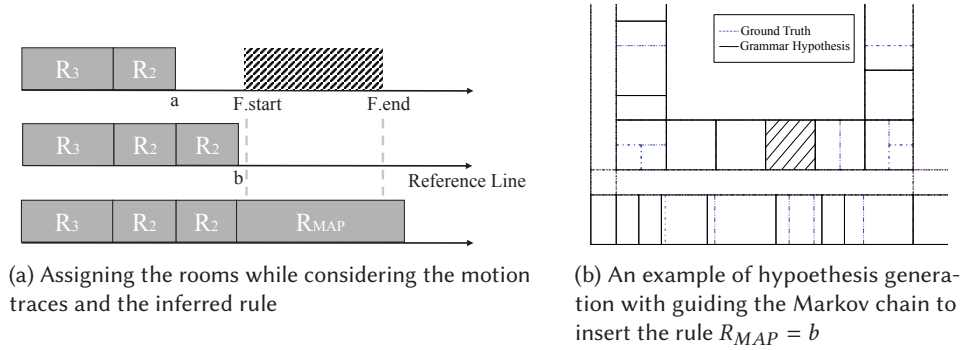 R3 R2
a
F.start F.end
R3 R2 R2
b
Reference Line
R3 R2 R2 RMAP
(a) Assigning the rooms while considering the motion
traces and the inferred rule
Ground Truth
Grammar Hypothesis
(b) An example of hypoethesis genera-
tion with guiding the Markov chain to
insert the rule RMAP = b